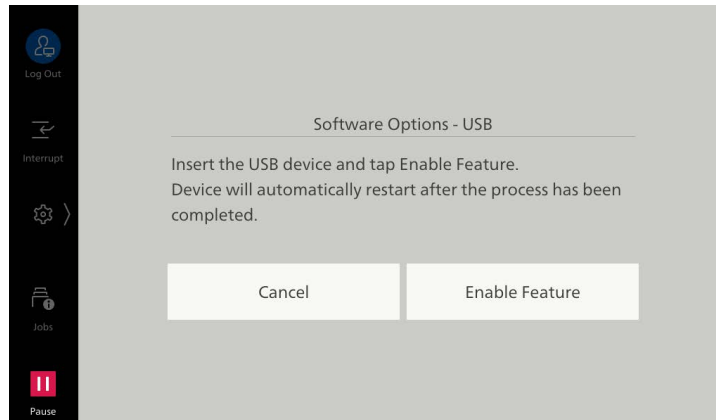 Log Out
Interrupt
Jobs
Pause
Software Options - USB
Insert the USB device and tap Enable Feature.
Device will automatically restart after the process has been
completed.
Cancel
Enable Feature